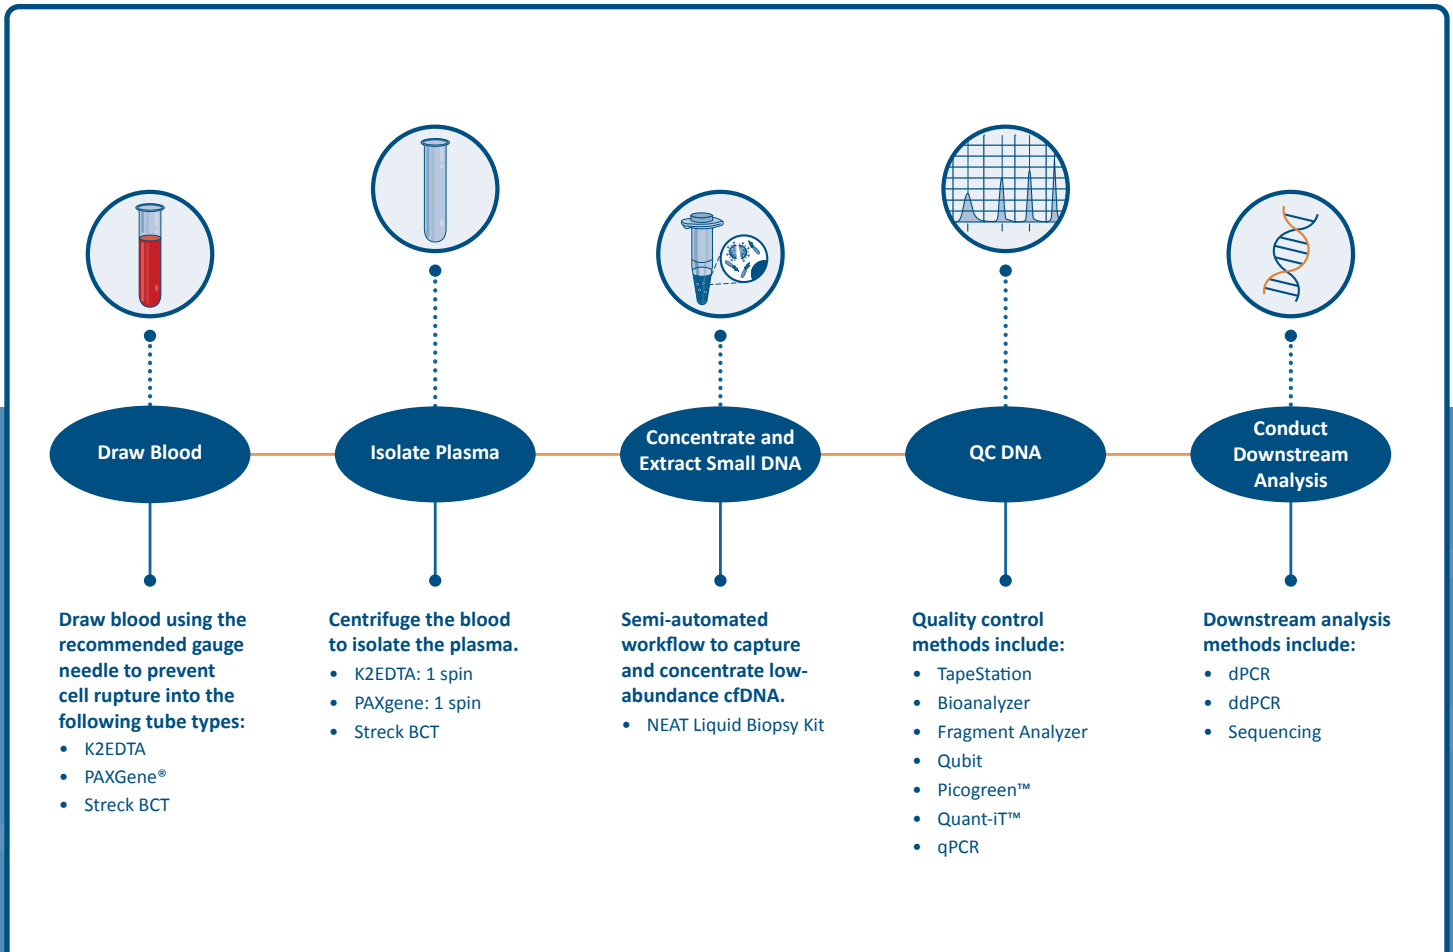 Draw Blood
Isolate Plasma
Concentrate and
Extract Small DNA
QC DNA
Conduct
Downstream
Analysis
Draw blood using the
recommended gauge
needle to prevent
cell rupture into the
following tube types:
• K2EDTA
• PAXGene®
• Streck BCT
Centrifuge the blood
to isolate the plasma.
• K2EDTA: 1 spin
• PAXgene: 1 spin
• Streck BCT
Semi-automated
workflow to capture
and concentrate low-
abundance cfDNA.
• NEAT Liquid Biopsy Kit
Quality control
methods include:
• TapeStation
• Bioanalyzer
• Fragment Analyzer
• Qubit
• Picogreen™
• Quant-iT™
• qPCR
Downstream analysis
methods include:
• dPCR
• ddPCR
• Sequencing